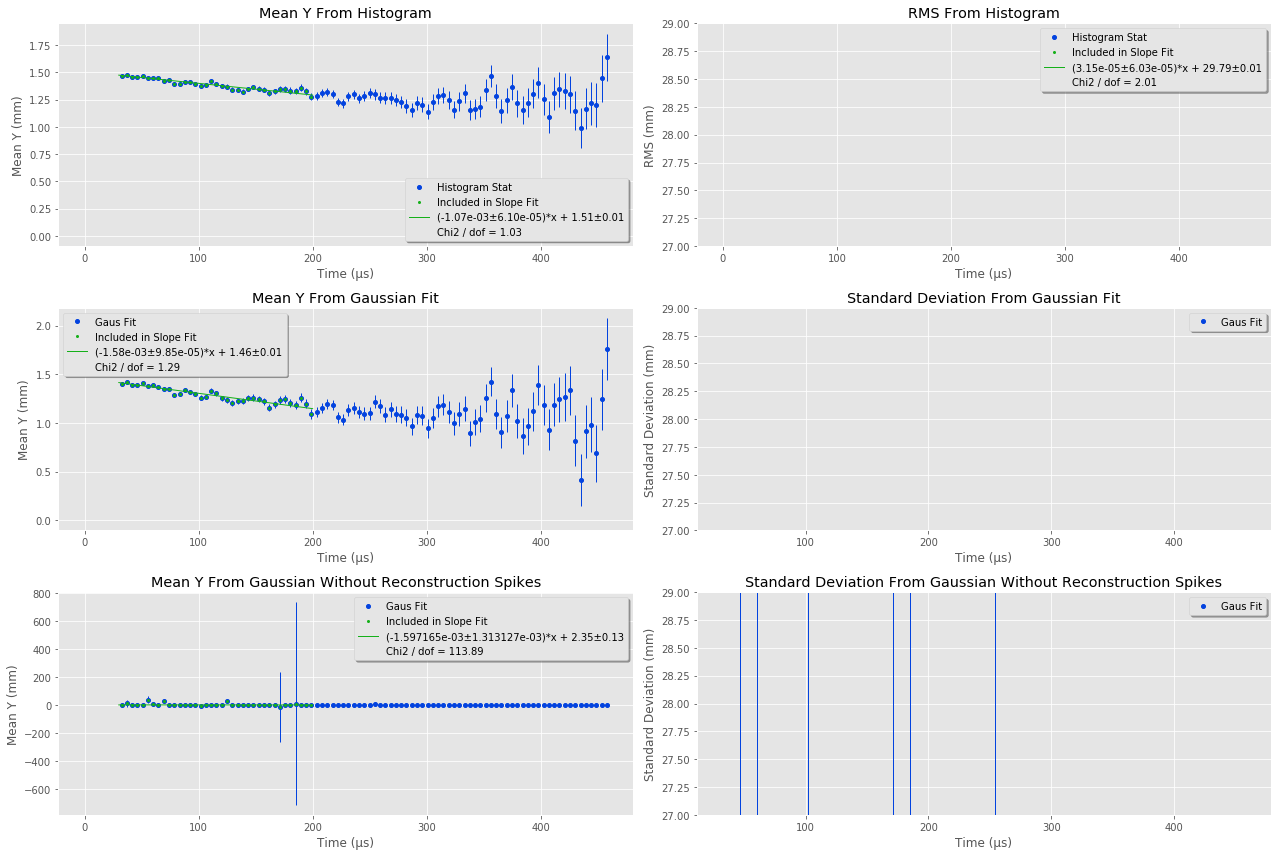 Mean Y From Histogram
1.75
1.50
1.25
1.00
0.75
0.50
0.25
0.00
Mean Y (mm)
Histogram Stat
Included in Slope Fit
(-1.07e-03±6.10e-05)*x + 1.51±0.01
Chi2 / dof = 1.03
0 100 200 300 400
Time (µs)
RMS From Histogram
29.00
28.75
28.50
28.25
28.00
27.75
27.50
27.25
27.00
RMS (mm)
Histogram Stat
Included in Slope Fit
(3.15e-05±6.03e-05)*x + 29.79±0.01
Chi2 / dof = 2.01
0 100 200 300 400
Time (µs)
Mean Y From Gaussian Fit
2.0
1.5
1.0
0.5
0.0
Mean Y (mm)
Gaus Fit
Included in Slope Fit
(-1.58e-03±9.85e-05)*x + 1.46±0.01
Chi2 / dof = 1.29
0 100 200 300 400
Time (µs)
Standard Deviation From Gaussian Fit
29.00
28.75
28.50
28.25
28.00
27.75
27.50
27.25
27.00
Standard Deviation (mm)
Gaus Fit
100 200 300 400
Time (µs)
Mean Y From Gaussian Without Reconstruction Spikes
800
600
400
200
0
−200
−400
−600
Mean Y (mm)
Gaus Fit
Included in Slope Fit
(-1.597165e-03±1.313127e-03)*x + 2.35±0.13
Chi2 / dof = 113.89
0 100 200 300 400
Time (µs)
Standard Deviation From Gaussian Without Reconstruction Spikes
29.00
28.75
28.50
28.25
28.00
27.75
27.50
27.25
27.00
Standard Deviation (mm)
Gaus Fit
100 200 300 400
Time (µs)